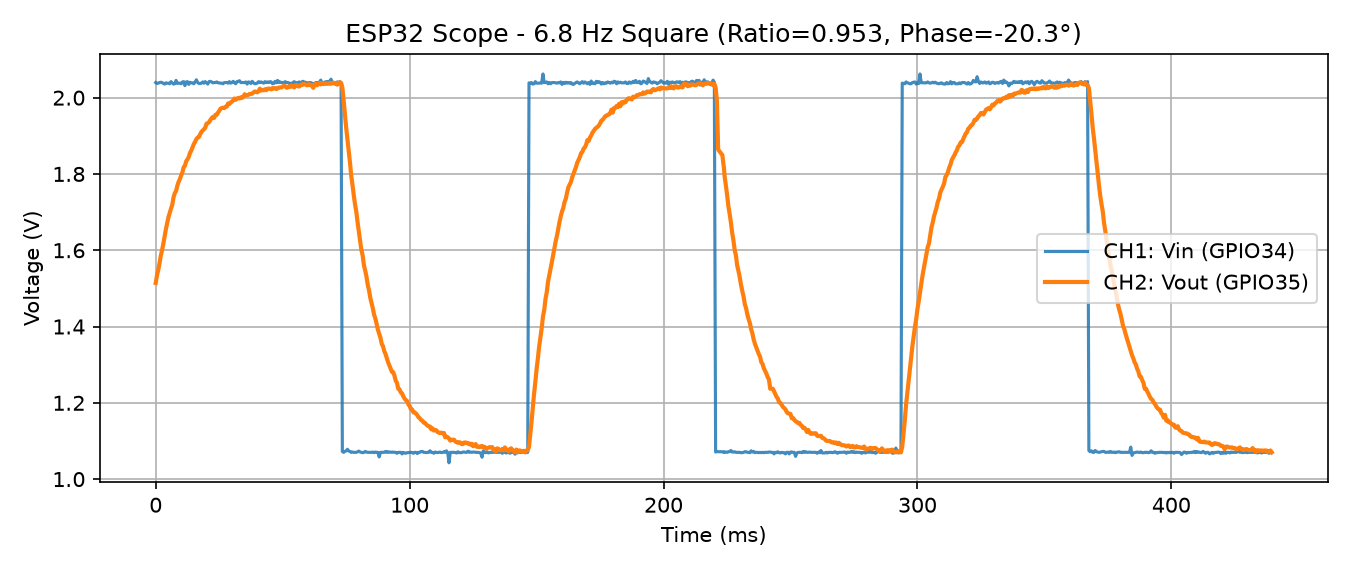 ESP32 Scope - 6.8 Hz Square (Ratio=0.953, Phase=-20.3°)
Voltage (V)
2.0
1.8
1.6
1.4
1.2
1.0
CH1: Vin (GPIO34)
CH2: Vout (GPIO35)
0 100 200 300 400
Time (ms)